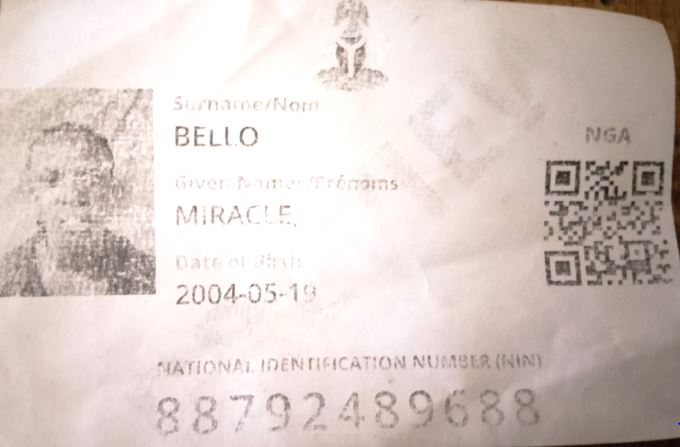 Surname/Nom
BELLO
NGA
Given Names/Prénoms
MIRACLE,
Date of Birth
2004-05-19
NATIONAL IDENTIFICATION NUMBER (NIN)
88792489688